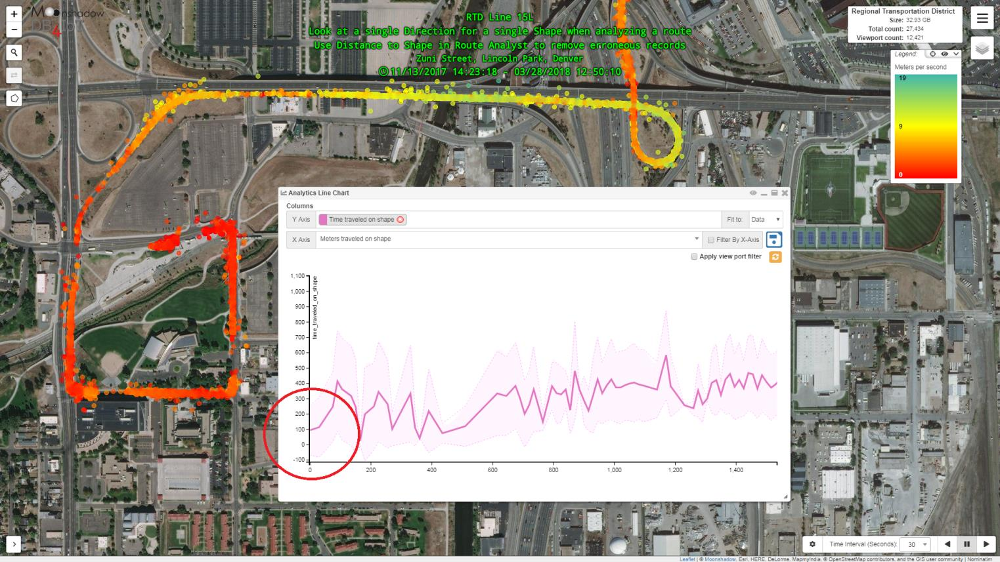 +
−
Moonshadow
DB4IoT
RTD Line 15L
Look at a single Direction for a single Shape when analyzing a route
Use Distance to Shape in Route Analyst to remove erroneous records
Zuni Street, Lincoln Park, Denver
11/13/2017 14:23:18 - 03/28/2018 12:50:10
Regional Transportation District
Size: 32.93 GB
Total count: 27,434
Viewport count: 12,421
Legend:
Meters per second
19
9
0
Analytics Line Chart
Columns
Y Axis Time traveled on shape Fit to: Data
X Axis Meters traveled on shape Filter By X-Axis
Apply view port filter
time_traveled_on_shape
1,100
1,000
900
800
700
600
500
400
300
200
100
0
-100
0 200 400 600 800 1,000 1,200 1,400
Time Interval (Seconds): 30
Leaflet | © Moonshadow, Esri, HERE, DeLorme, MapmyIndia, © OpenStreetMap contributors, and the GIS user community | Nominatim